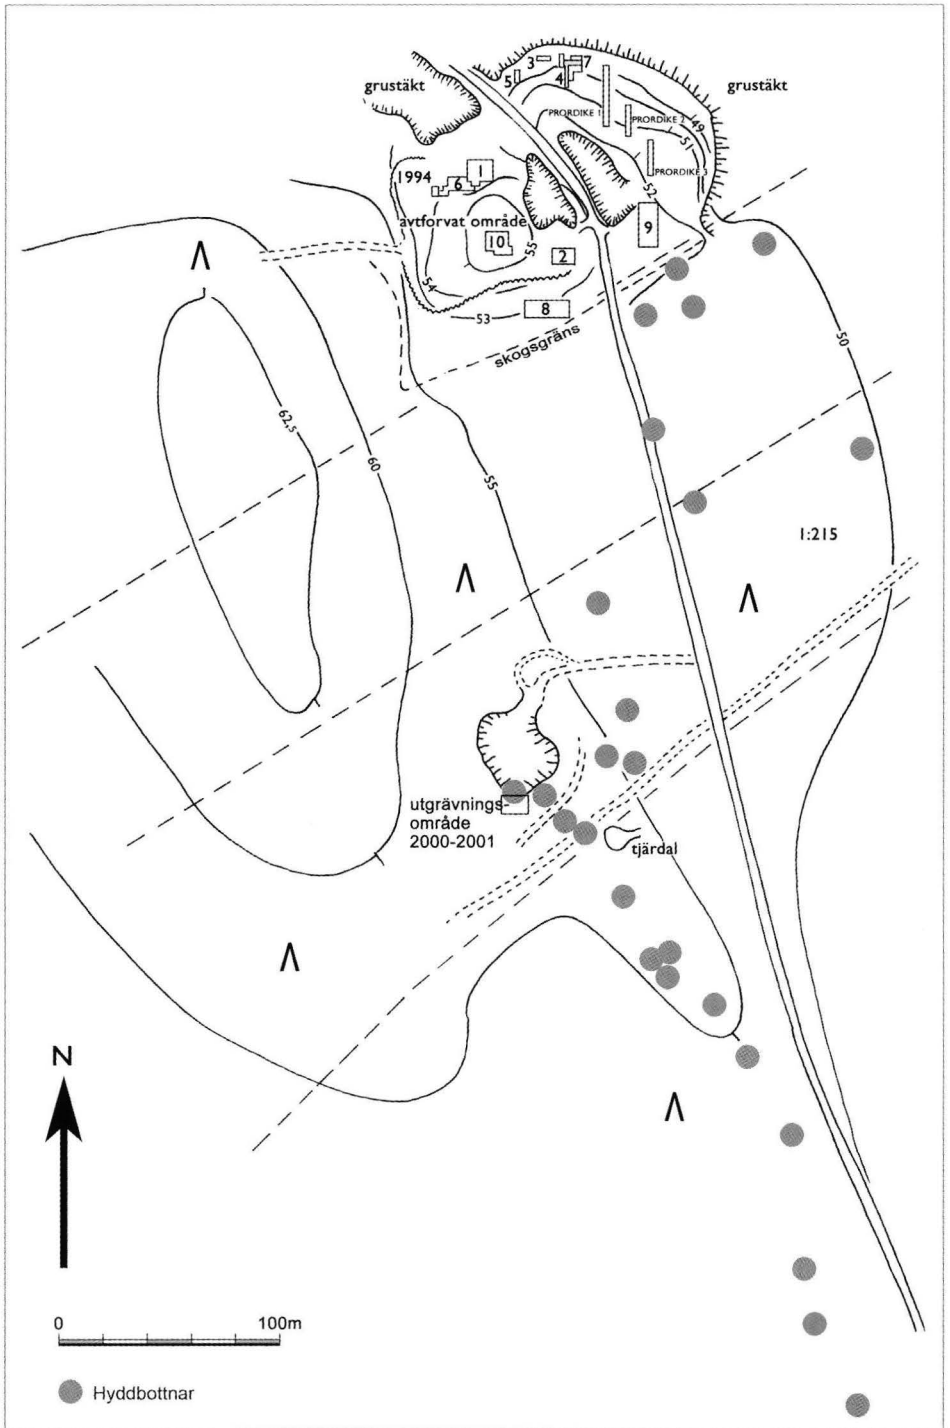 grustäkt
3
7
5
4
grustäkt
PRORDIKE 1
PRORDIKE 2
49
51
PRORDIKE 3
1994
6
1
52
avtforvat område
9
10
55
2
54
53
8
skogsgräns
50
62,5
60
55
1:215
utgrävnings-
område
2000-2001
tjärdal
N
0
100m
Hyddbottnar